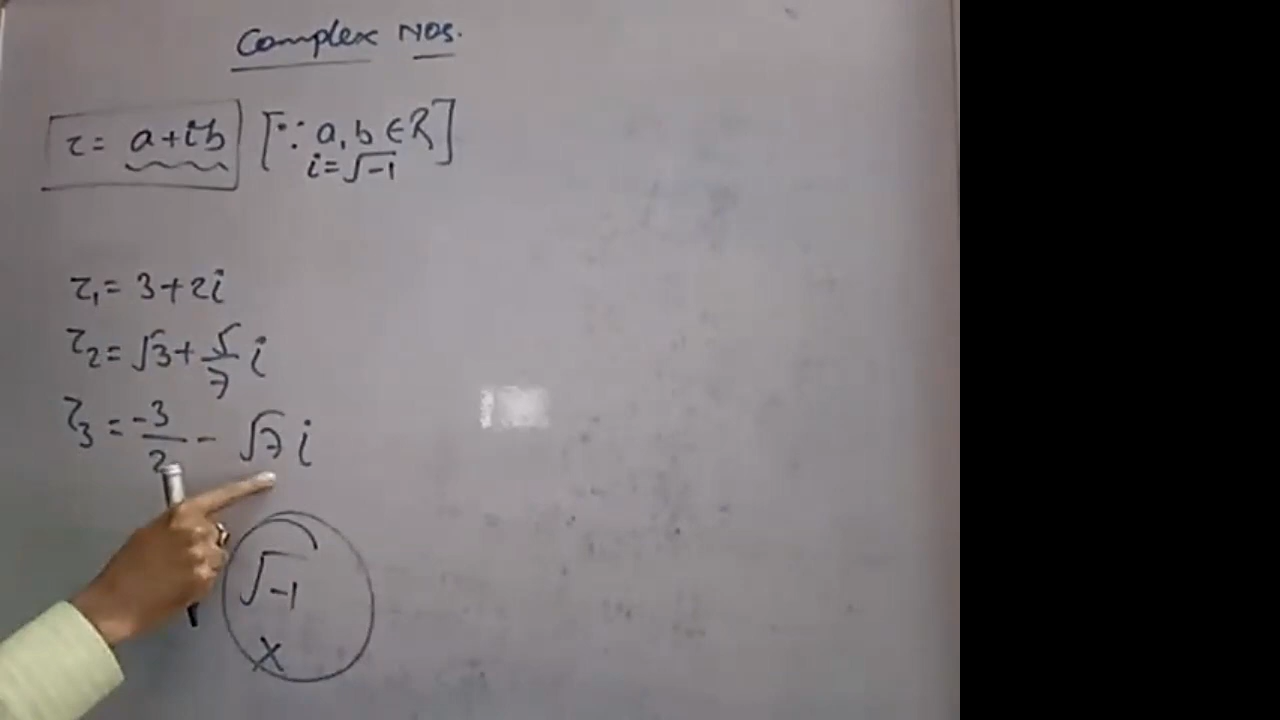 Complex Nos.
z = a+ib [∵ a, b ∈ R]
i = √-1
z₁ = 3+2i
z₂ = √3 + 5/7 i
z₃ = -3/2 - √7 i
√-1
X